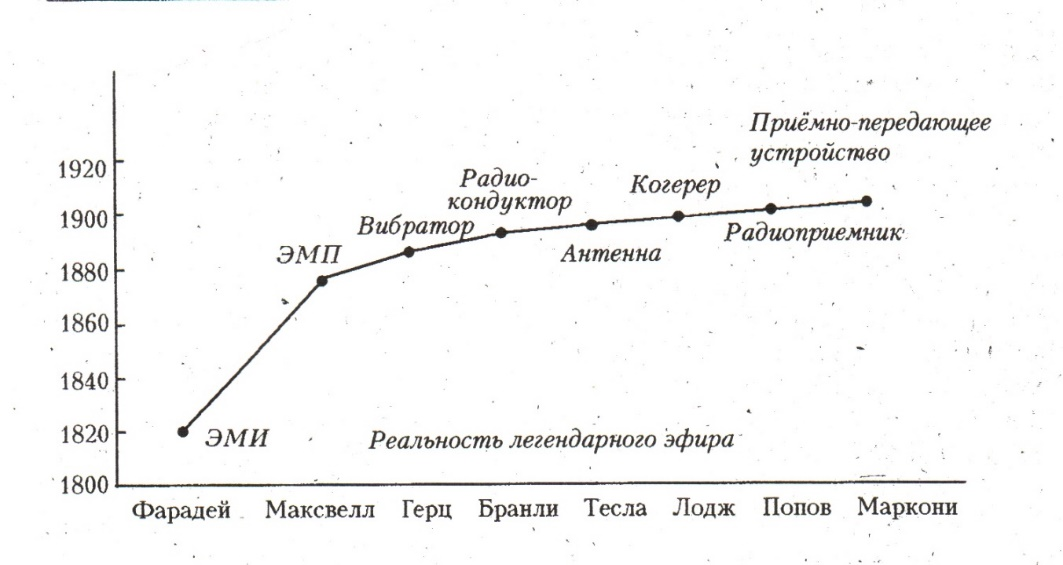 Приёмно-передающее
устройство
1920
Радио-
кондуктор
Когерер
1900
Вибратор
Радиоприемник
ЭМП
Антенна
1880
1860
1840
1820
ЭМИ
Реальность легендарного эфира
1800
Фарадей Максвелл Герц Бранли Тесла Лодж Попов Маркони